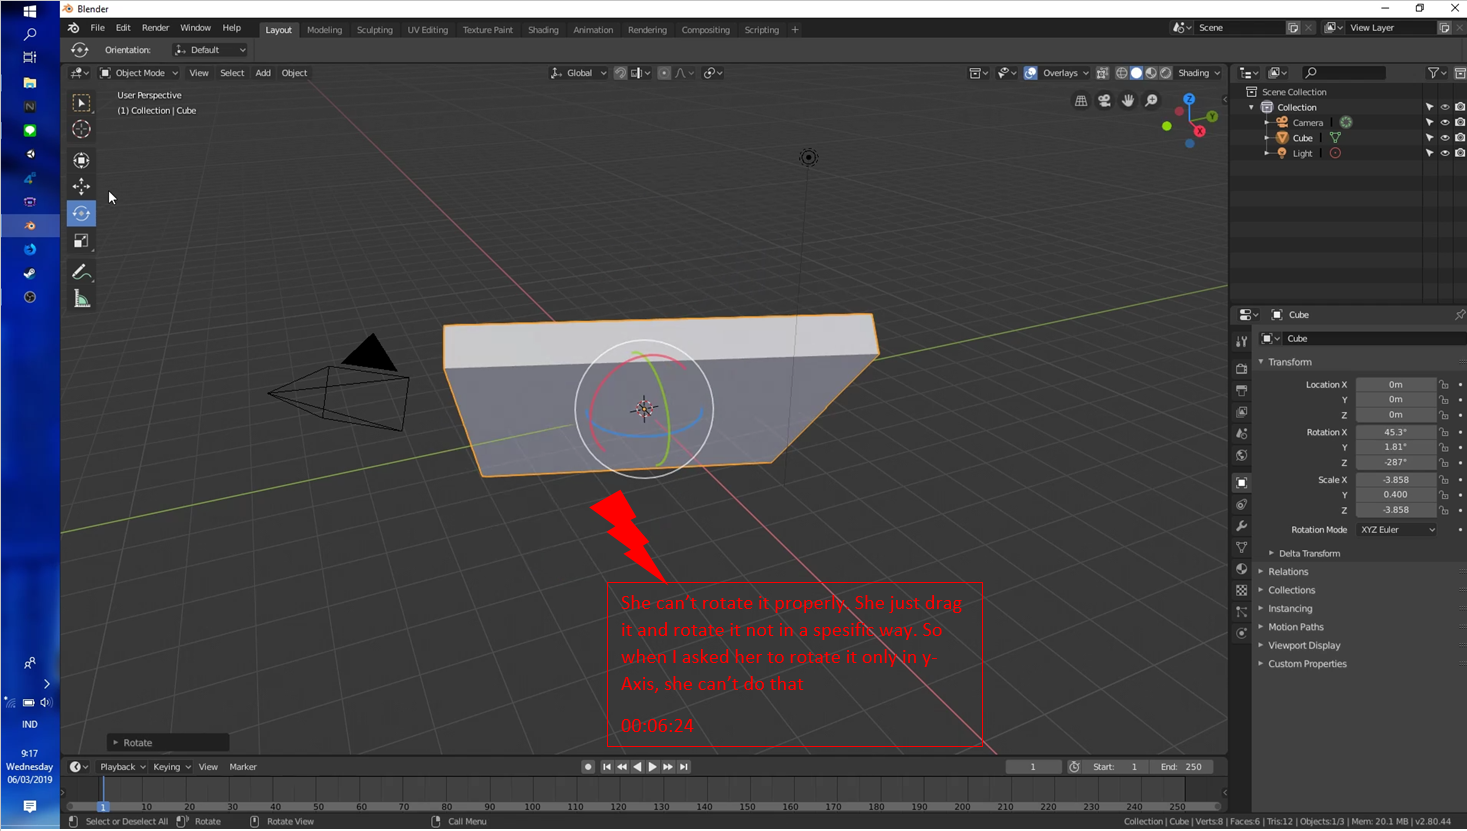 Blender
File Edit Render Window Help
Layout Modeling Sculpting UV Editing Texture Paint Shading Animation Rendering Compositing Scripting +
Scene
View Layer
Orientation: Default
Object Mode View Select Add Object
Global
Overlays
Shading
User Perspective
(1) Collection | Cube
Z
Y
X
Scene Collection
Collection
Camera
Cube
Light
Cube
Cube
Transform
Location X 0m
Y 0m
Z 0m
Rotation X 45.3°
Y 1.81°
Z -287°
Scale X -3.858
Y 0.400
Z -3.858
Rotation Mode XYZ Euler
Delta Transform
Relations
Collections
Instancing
Motion Paths
Viewport Display
Custom Properties
She can't rotate it properly. She just drag
it and rotate it not in a spesific way. So
when I asked her to rotate it only in y-
Axis, she can't do that
00:06:24
Rotate
Playback Keying View Marker
1
Start: 1
End: 250
1 10 20 30 40 50 60 70 80 90 100 110 120 130 140 150 160 170 180 190 200 210 220 230 240 250
Select or Deselect All Rotate Rotate View Call Menu
Collection | Cube | Verts:8 | Faces:6 | Tris:12 | Objects:1/3 | Mem: 20.1 MB | v2.80.44
IND
9:17
Wednesday
06/03/2019